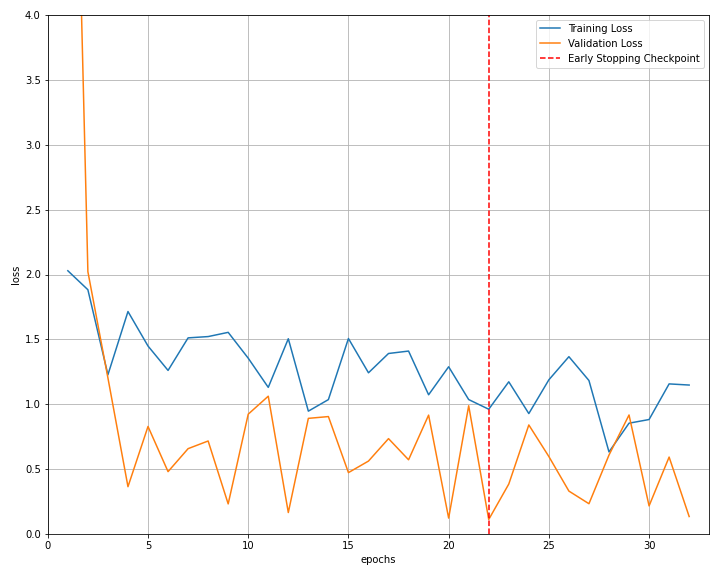 4.0
3.5
3.0
2.5
2.0
1.5
1.0
0.5
0.0
loss
Training Loss
Validation Loss
Early Stopping Checkpoint
0 5 10 15 20 25 30
epochs